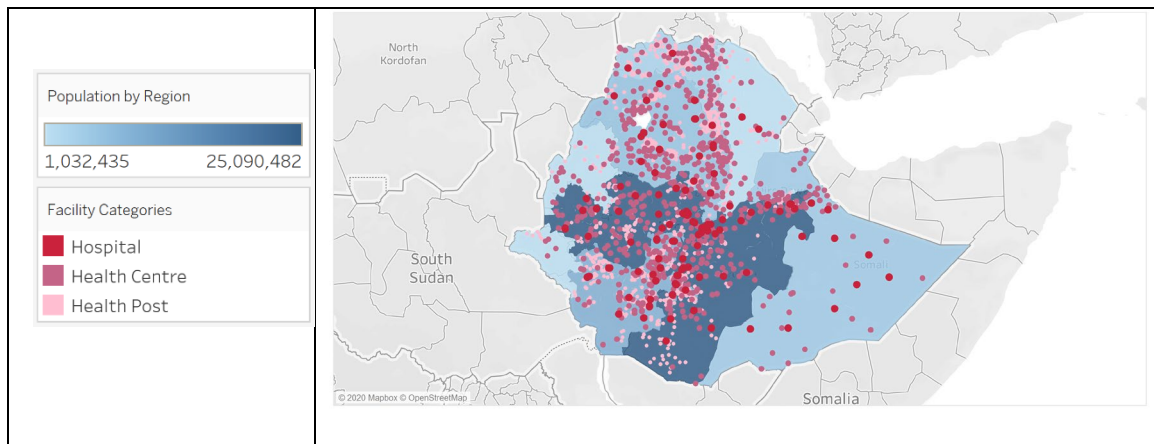 Population by Region
1,032,435 25,090,482
Facility Categories
Hospital
Health Centre
Health Post
North
Kordofan
South
Sudan
Somali
Somalia
© 2020 Mapbox © OpenStreetMap